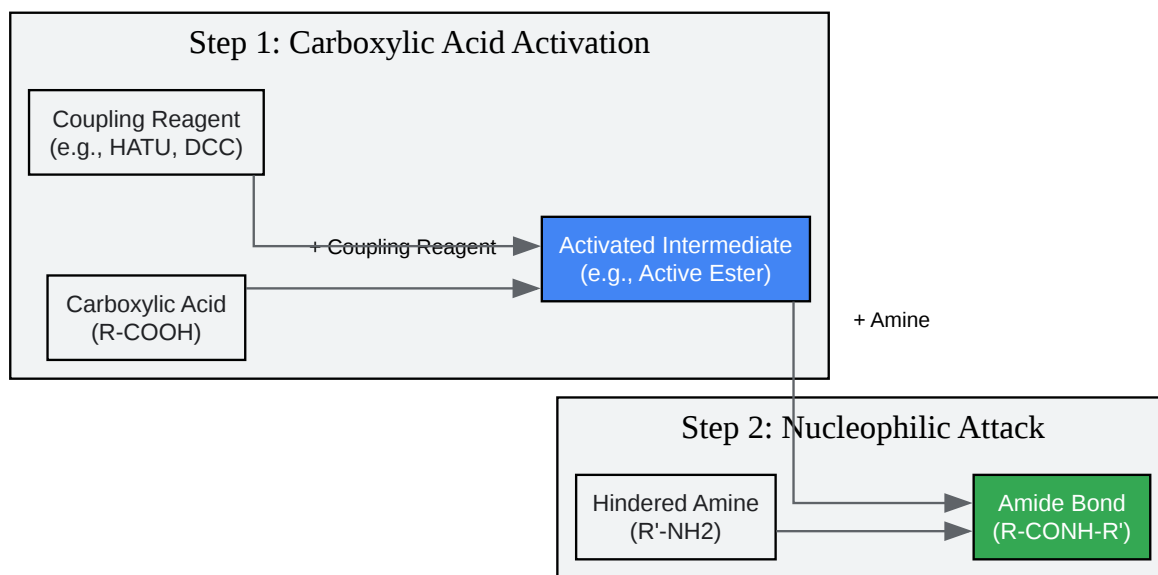 Step 1: Carboxylic Acid Activation
Coupling Reagent
(e.g., HATU, DCC)
+ Coupling Reagent
Activated Intermediate
(e.g., Active Ester)
Carboxylic Acid
(R-COOH)
+ Amine
Step 2: Nucleophilic Attack
Hindered Amine
(R'-NH2)
Amide Bond
(R-CONH-R')